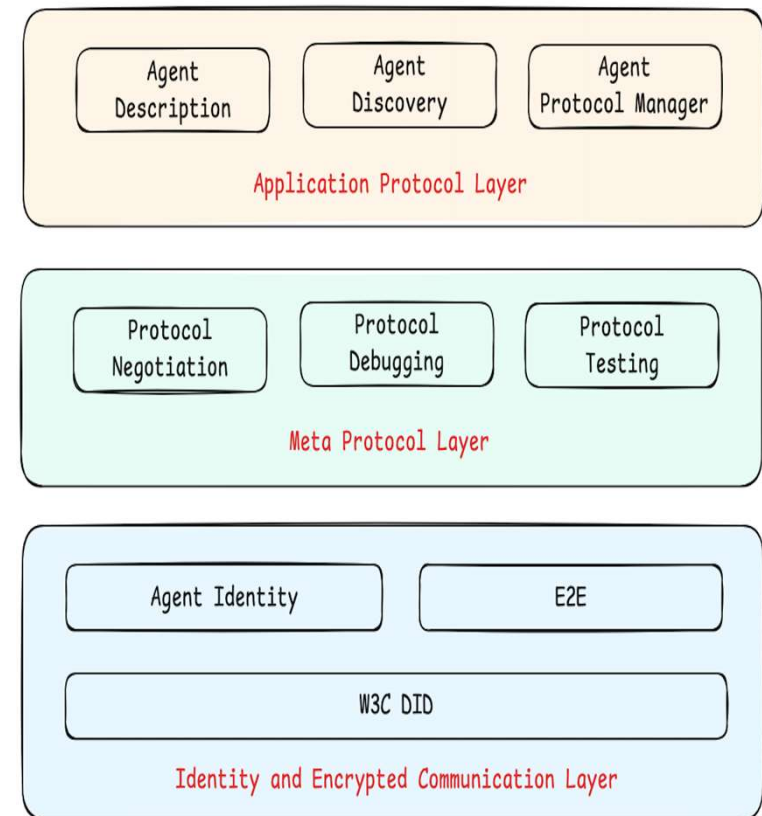 Agent
Description
Agent
Discovery
Agent
Protocol Manager
Application Protocol Layer
Protocol
Negotiation
Protocol
Debugging
Protocol
Testing
Meta Protocol Layer
Agent Identity
E2E
W3C DID
Identity and Encrypted Communication Layer